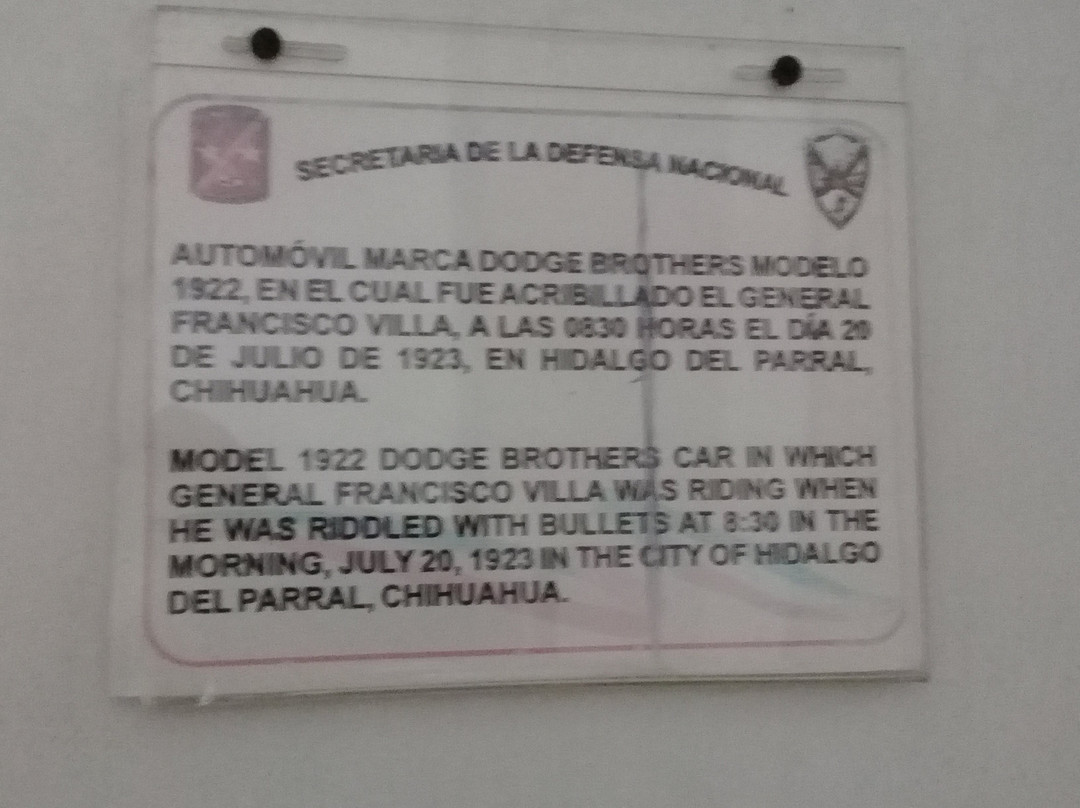 SECRETARIA DE LA DEFENSA NACIONAL
AUTOMÓVIL MARCA DODGE BROTHERS MODELO
1922, EN EL CUAL FUE ACRIBILLADO EL GENERAL
FRANCISCO VILLA, A LAS 0830 HORAS EL DÍA 20
DE JULIO DE 1923, EN HIDALGO DEL PARRAL,
CHIHUAHUA.
MODEL 1922 DODGE BROTHERS CAR IN WHICH
GENERAL FRANCISCO VILLA WAS RIDING WHEN
HE WAS RIDDLED WITH BULLETS AT 8:30 IN THE
MORNING, JULY 20, 1923 IN THE CITY OF HIDALGO
DEL PARRAL, CHIHUAHUA.